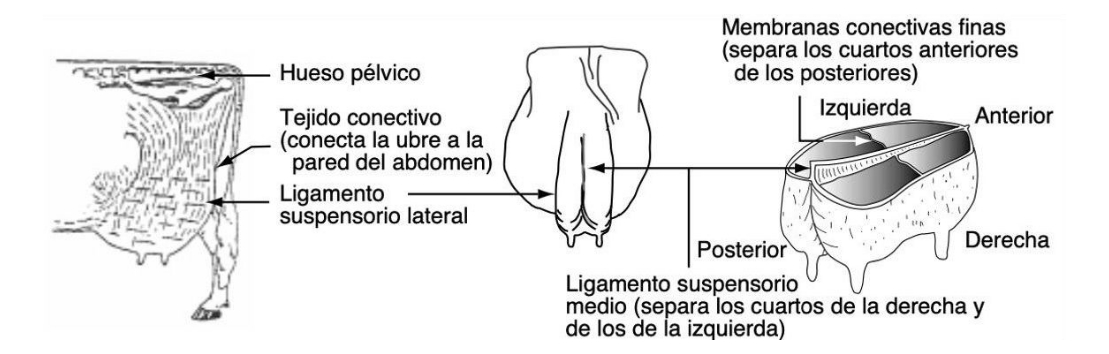 Hueso pélvico
Tejido conectivo
(conecta la ubre a la
pared del abdomen)
Ligamento
suspensorio lateral
Membranas conectivas finas
(separa los cuartos anteriores
de los posteriores)
Izquierda
Anterior
Derecha
Posterior
Ligamento suspensorio
medio (separa los cuartos de la derecha y
de los de la izquierda)